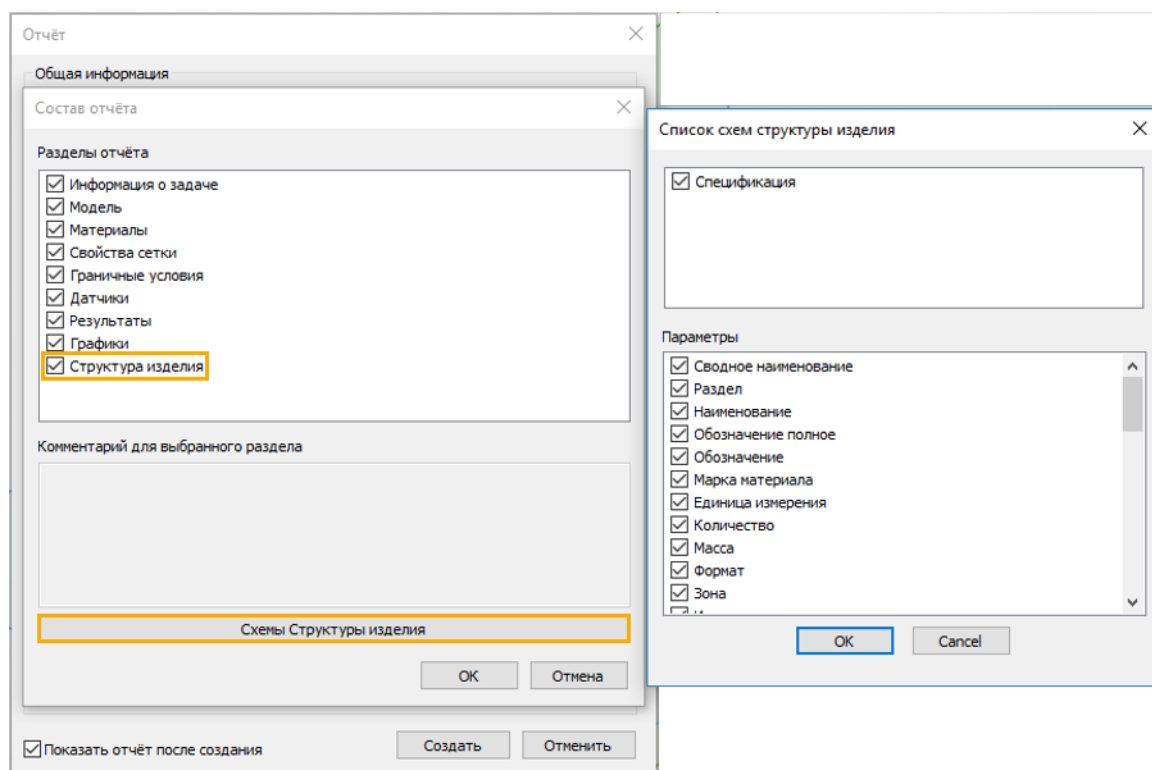 Отчёт
Общая информация
Состав отчёта
Разделы отчёта
Информация о задаче
Модель
Материалы
Свойства сетки
Граничные условия
Датчики
Результаты
Графики
Структура изделия
Комментарий для выбранного раздела
Схемы Структуры изделия
OK
Отмена
Показать отчёт после создания
Создать
Отменить
Список схем структуры изделия
Спецификация
Параметры
Сводное наименование
Раздел
Наименование
Обозначение полное
Обозначение
Марка материала
Единица измерения
Количество
Масса
Формат
Зона
OK
Cancel